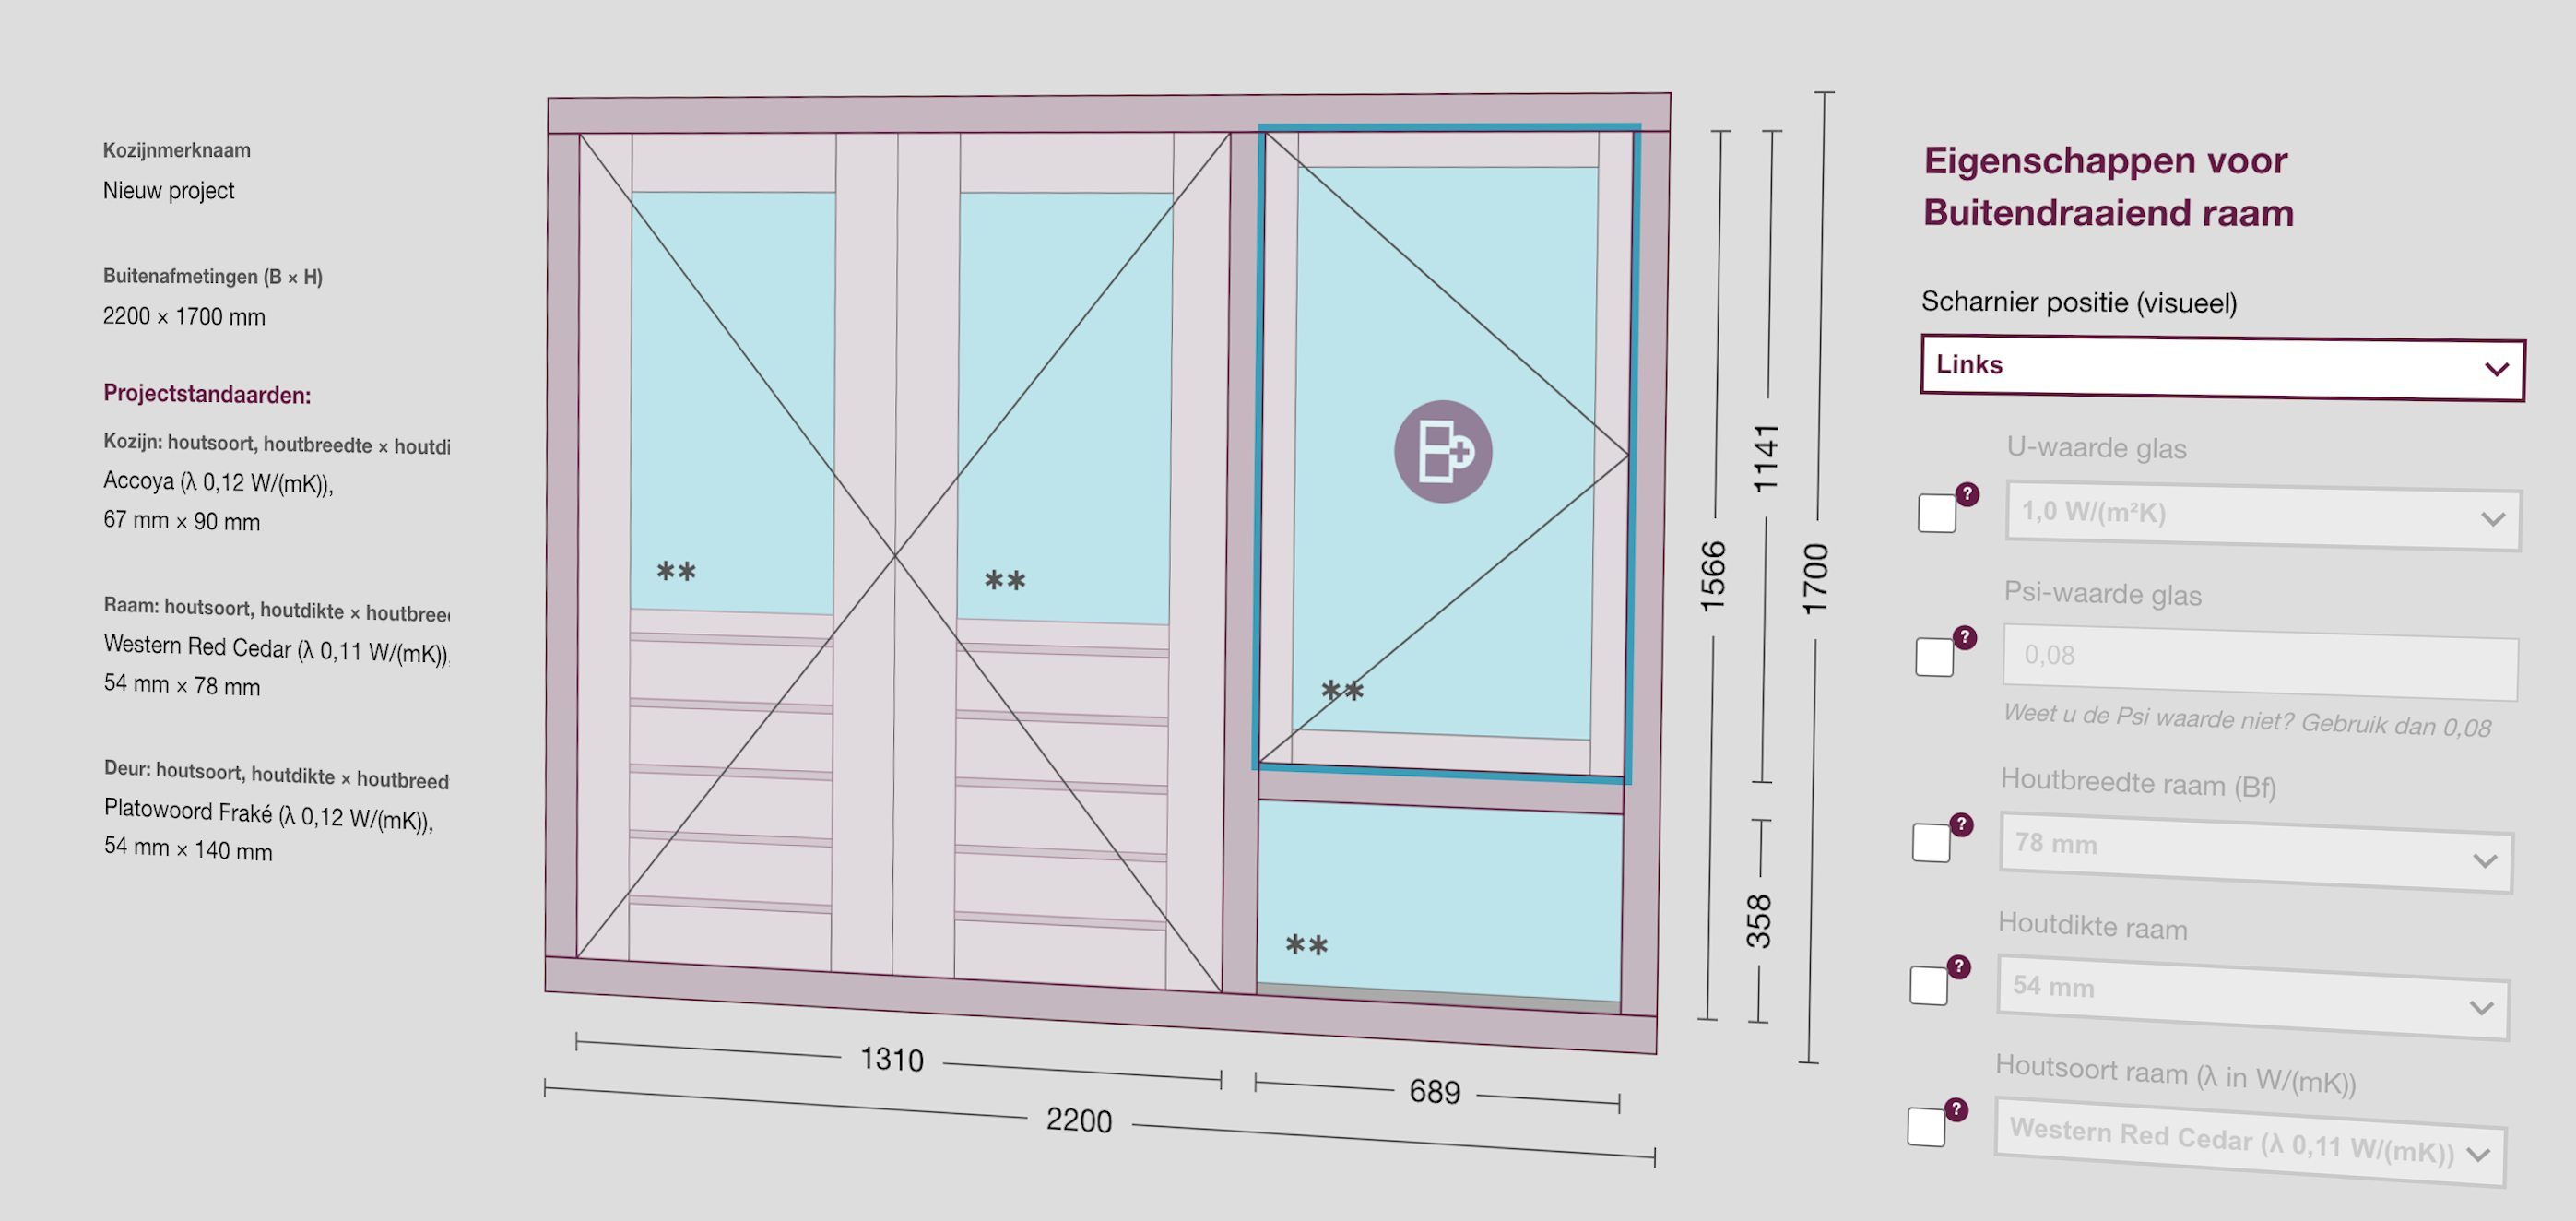 Kozijnmerknaam
Nieuw project
Buitenafmetingen (B × H)
2200 × 1700 mm
Projectstandaarden:
Kozijn: houtsoort, houtbreedte × houtdi
Accoya (λ 0,12 W/(mK)),
67 mm × 90 mm
Raam: houtsoort, houtdikte × houtbree
Western Red Cedar (λ 0,11 W/(mK)),
54 mm × 78 mm
Deur: houtsoort, houtdikte × houtbreed
Platowoord Fraké (λ 0,12 W/(mK)),
54 mm × 140 mm
**
**
**
**
1566
1141
358
1700
1310
689
2200
Eigenschappen voor
Buitendraaiend raam
Scharnier positie (visueel)
Links
U-waarde glas
?
1,0 W/(m²K)
Psi-waarde glas
?
0,08
Weet u de Psi waarde niet? Gebruik dan 0,08
Houtbreedte raam (Bf)
?
78 mm
Houtdikte raam
?
54 mm
Houtsoort raam (λ in W/(mK))
?
Western Red Cedar (λ 0,11 W/(mK))